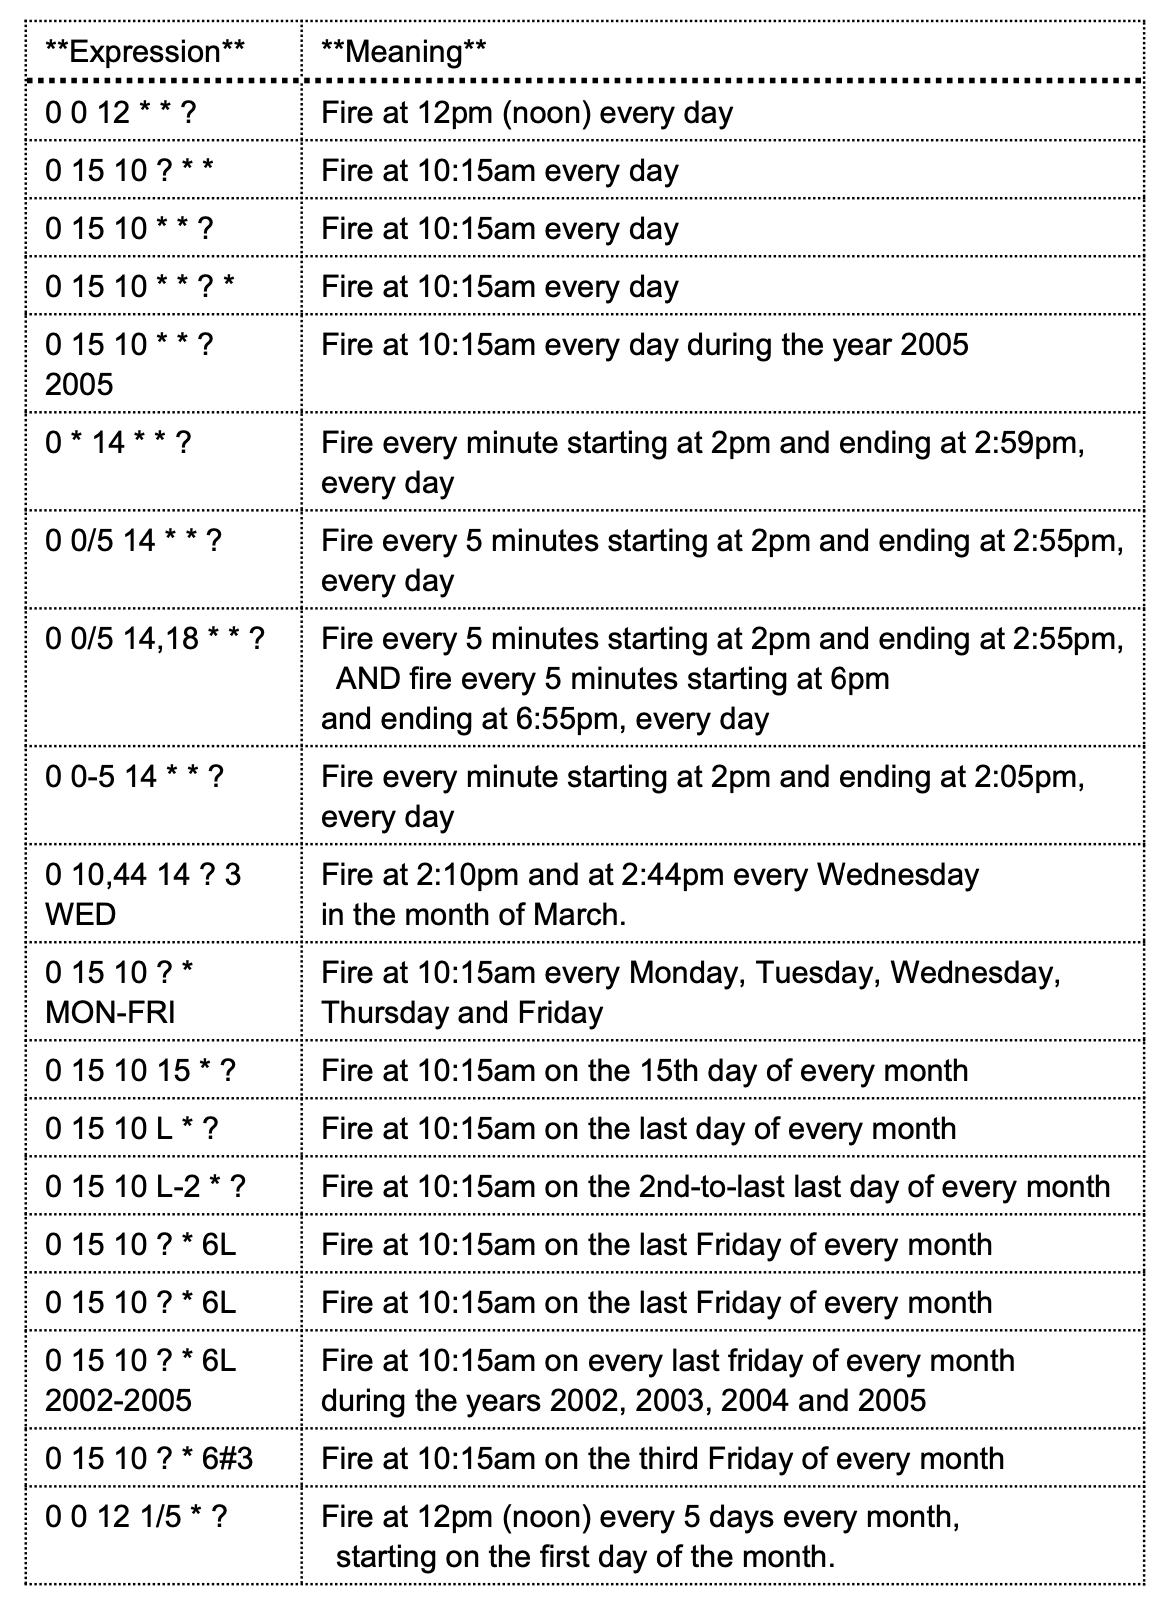 **Expression** **Meaning**
0 0 12 * * ? Fire at 12pm (noon) every day
0 15 10 ? * * Fire at 10:15am every day
0 15 10 * * ? Fire at 10:15am every day
0 15 10 * * ? * Fire at 10:15am every day
0 15 10 * * ? Fire at 10:15am every day during the year 2005
2005
0 * 14 * * ? Fire every minute starting at 2pm and ending at 2:59pm,
every day
0 0/5 14 * * ? Fire every 5 minutes starting at 2pm and ending at 2:55pm,
every day
0 0/5 14,18 * * ? Fire every 5 minutes starting at 2pm and ending at 2:55pm,
AND fire every 5 minutes starting at 6pm
and ending at 6:55pm, every day
0 0-5 14 * * ? Fire every minute starting at 2pm and ending at 2:05pm,
every day
0 10,44 14 ? 3 Fire at 2:10pm and at 2:44pm every Wednesday
WED in the month of March.
0 15 10 ? * Fire at 10:15am every Monday, Tuesday, Wednesday,
MON-FRI Thursday and Friday
0 15 10 15 * ? Fire at 10:15am on the 15th day of every month
0 15 10 L * ? Fire at 10:15am on the last day of every month
0 15 10 L-2 * ? Fire at 10:15am on the 2nd-to-last last day of every month
0 15 10 ? * 6L Fire at 10:15am on the last Friday of every month
0 15 10 ? * 6L Fire at 10:15am on the last Friday of every month
0 15 10 ? * 6L Fire at 10:15am on every last friday of every month
2002-2005 during the years 2002, 2003, 2004 and 2005
0 15 10 ? * 6#3 Fire at 10:15am on the third Friday of every month
0 0 12 1/5 * ? Fire at 12pm (noon) every 5 days every month,
starting on the first day of the month.